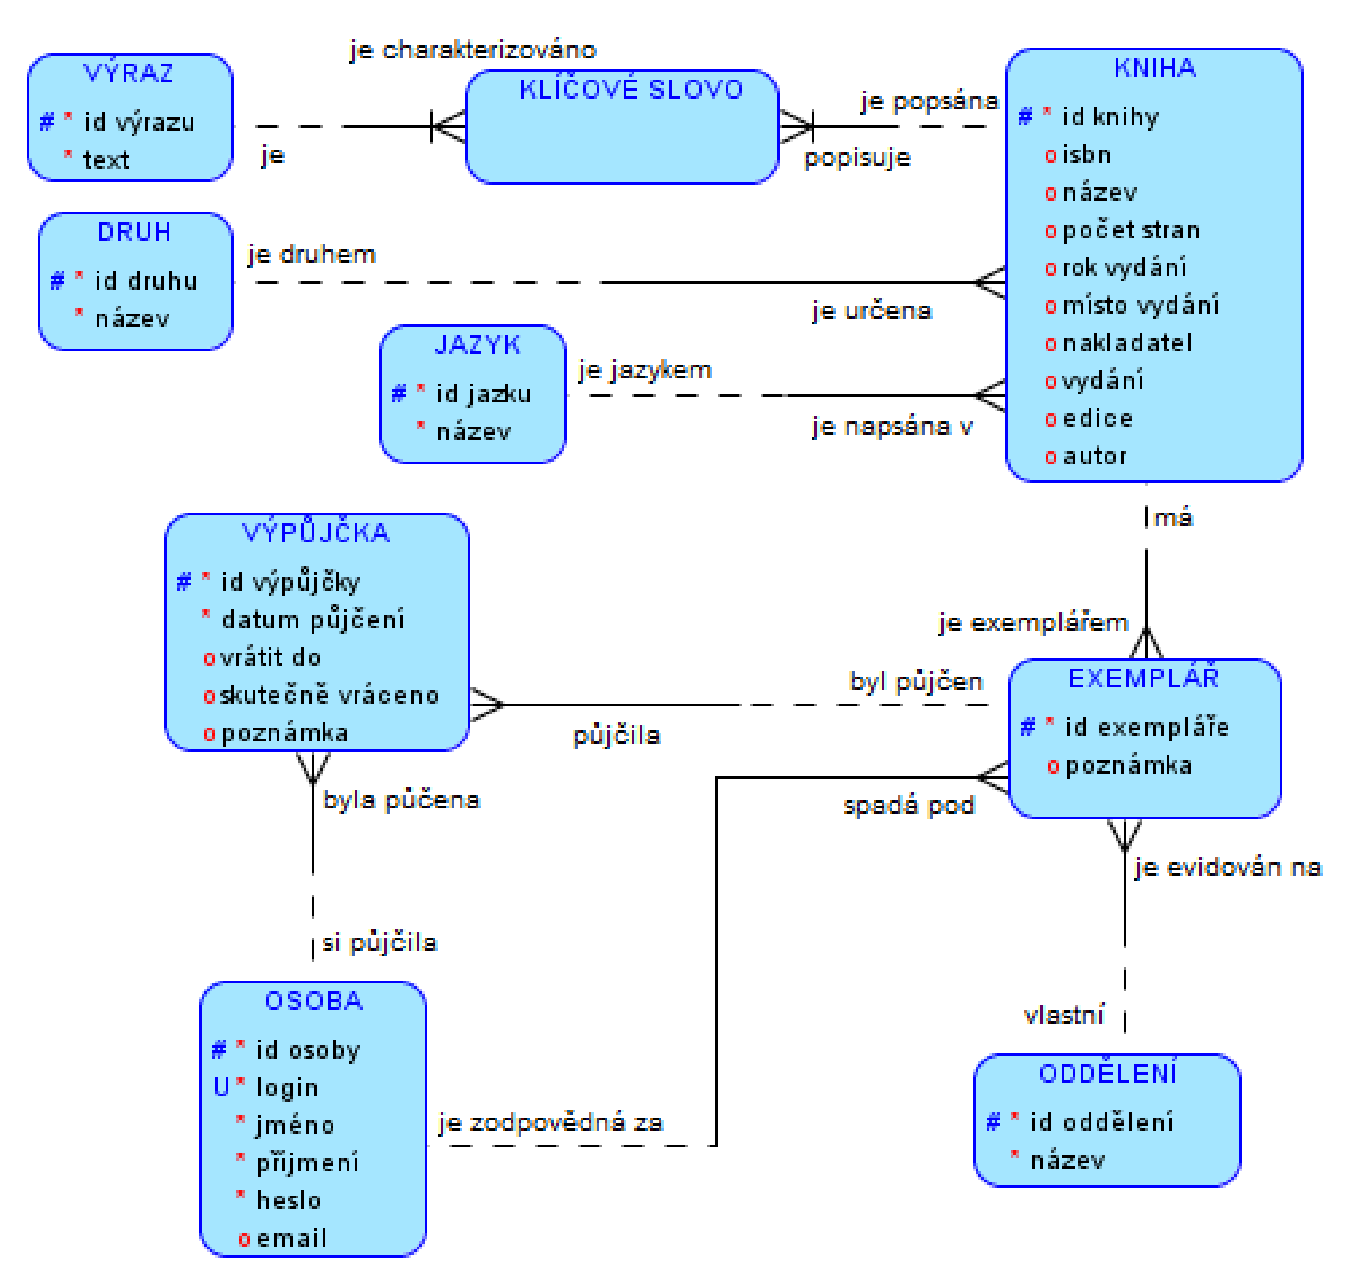 je charakterizováno
VÝRAZ
# * id výrazu
* text
je
KLÍČOVÉ SLOVO
je popsána
popisuje
KNIHA
# * id knihy
o isbn
o název
o počet stran
o rok vydání
o místo vydání
o nakladatel
o vydání
o edice
o autor
DRUH
# * id druhu
* název
je druhem
je určena
JAZYK
# * id jazku
* název
je jazykem
je napsána v
má
je exemplářem
VÝPŮJČKA
# * id výpůjčky
* datum půjčení
o vrátit do
o skutečně vráceno
o poznámka
byl půjčen
půjčila
EXEMPLÁŘ
# * id exempláře
o poznámka
spadá pod
byla půčena
je evidován na
si půjčila
vlastní
OSOBA
# * id osoby
U * login
* jméno
* přijmení
* heslo
o email
je zodpovědná za
ODDĚLENÍ
# * id oddělení
* název